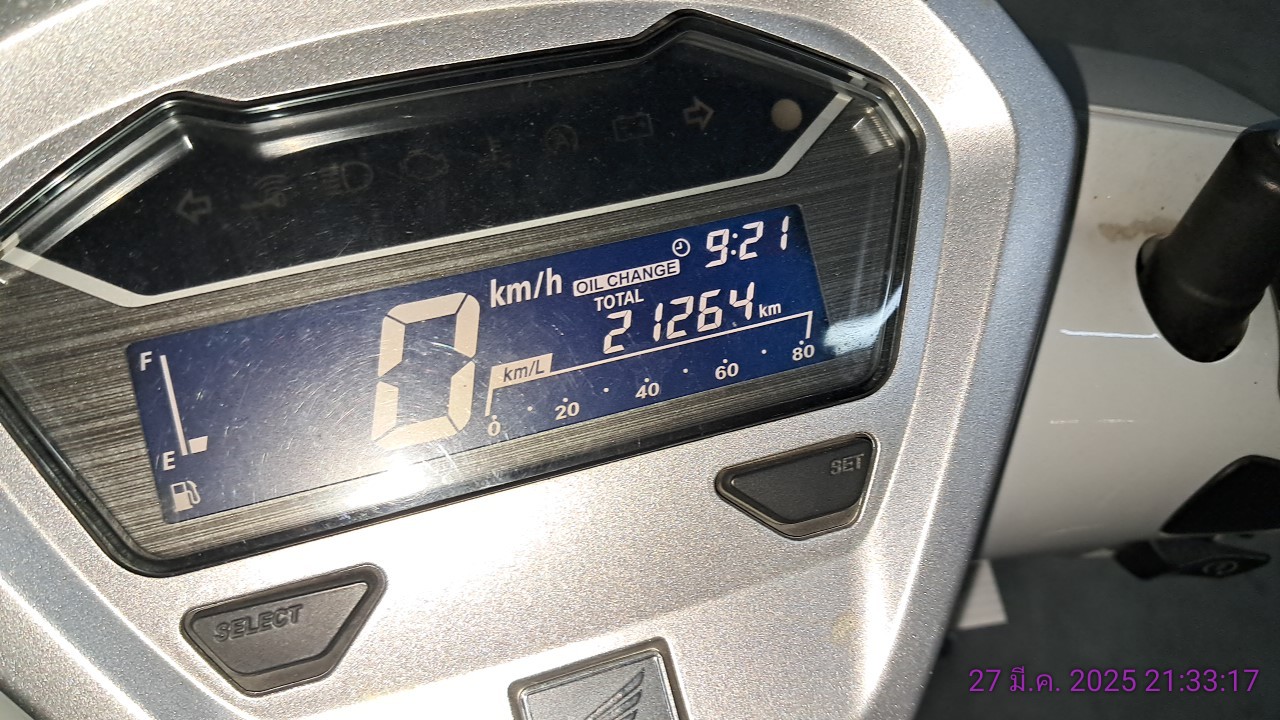 9:21
km/h OIL CHANGE
TOTAL
21264 km
F
km/L
0 20 40 60 80
E
SET
SELECT
27 มี.ค. 2025 21:33:17